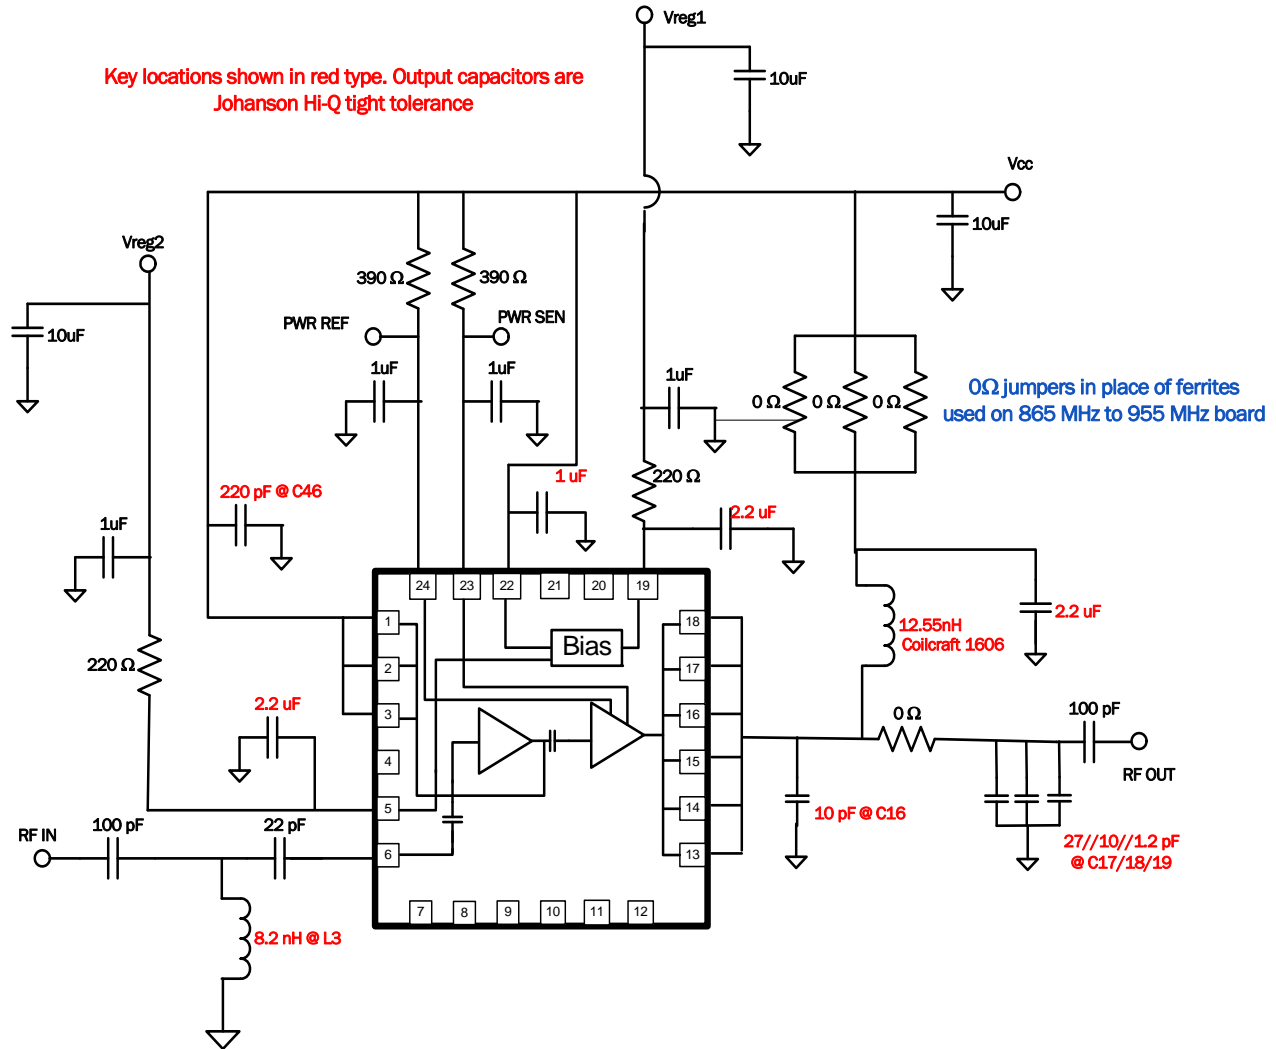 Vreg1
Key locations shown in red type. Output capacitors are
Johanson Hi-Q tight tolerance
10uF
Vcc
10uF
Vreg2
390 Ω
390 Ω
PWR REF
PWR SEN
10uF
1uF
1uF
1uF
0 Ω
0 Ω
0 Ω
0Ω jumpers in place of ferrites
used on 865 MHz to 955 MHz board
220 pF @ C46
1 uF
220 Ω
2.2 uF
1uF
24
23
22
21
20
19
1
2
3
4
5
6
Bias
18
17
16
15
14
13
7
8
9
10
11
12
12.55nH
Coilcraft 1606
2.2 uF
220 Ω
2.2 uF
0 Ω
100 pF
RF OUT
10 pF @ C16
27//10//1.2 pF
@ C17/18/19
RF IN
100 pF
22 pF
8.2 nH @ L3